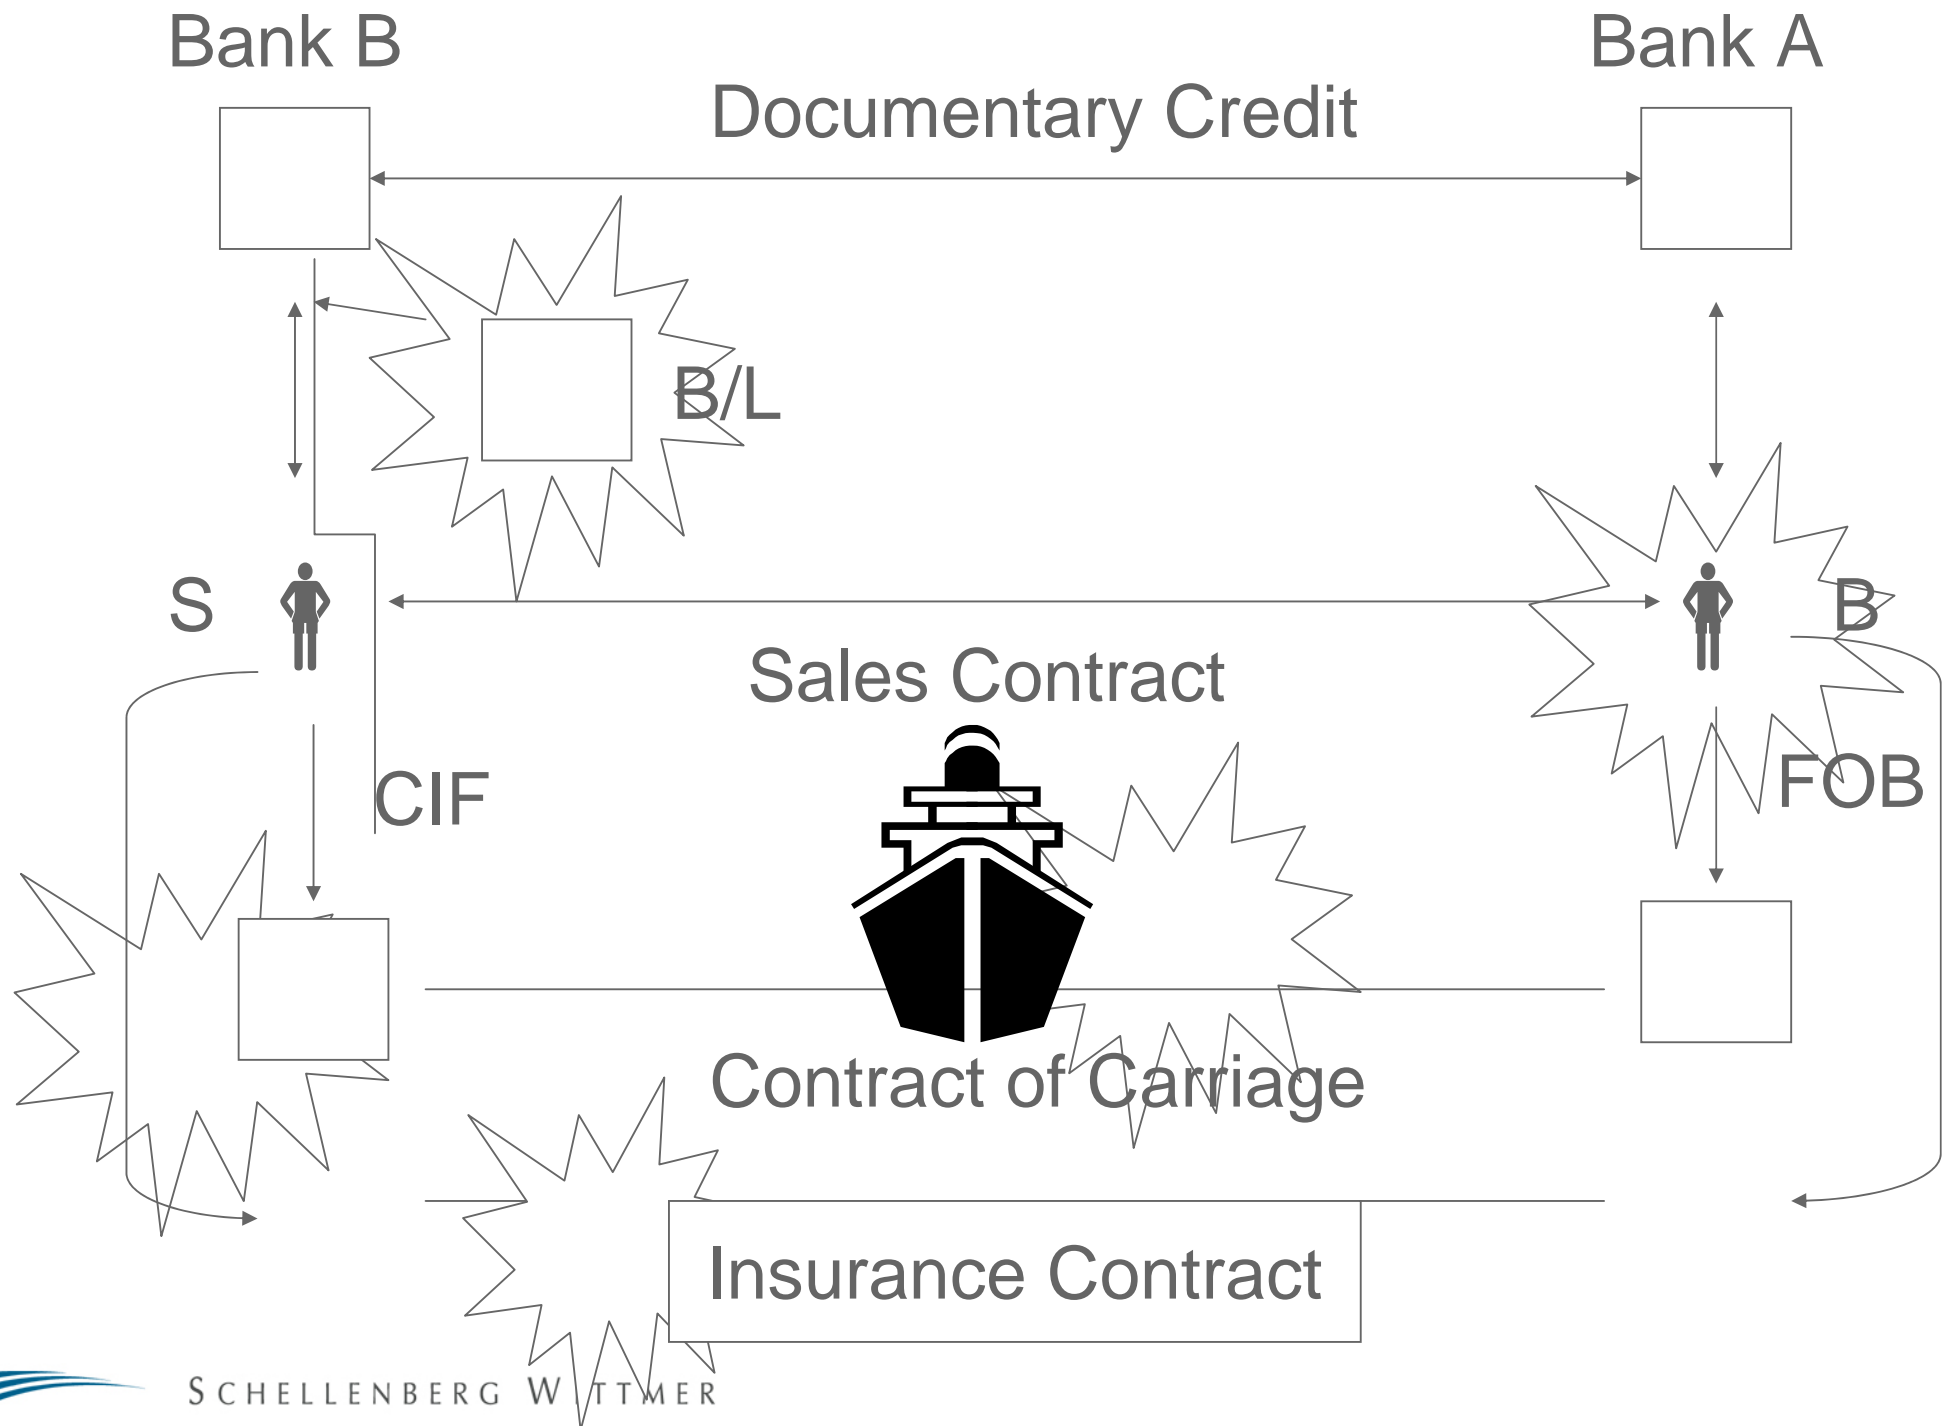 Bank B
Bank A
Documentary Credit
B/L
S
B
Sales Contract
CIF
FOB
Contract of Carriage
Insurance Contract
SCHELLENBERG WITTMER